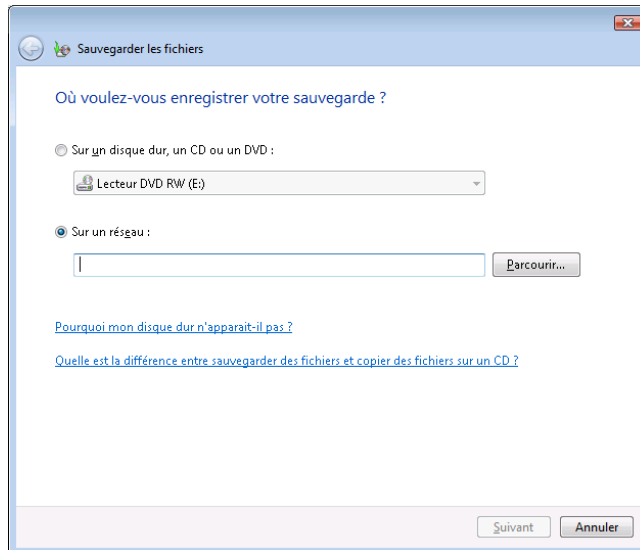 Sauvegarder les fichiers
Où voulez-vous enregistrer votre sauvegarde ?
Sur un disque dur, un CD ou un DVD :
Lecteur DVD RW (E:)
Sur un réseau :
Parcourir...
Pourquoi mon disque dur n'apparait-il pas ?
Quelle est la différence entre sauvegarder des fichiers et copier des fichiers sur un CD ?
Suivant
Annuler